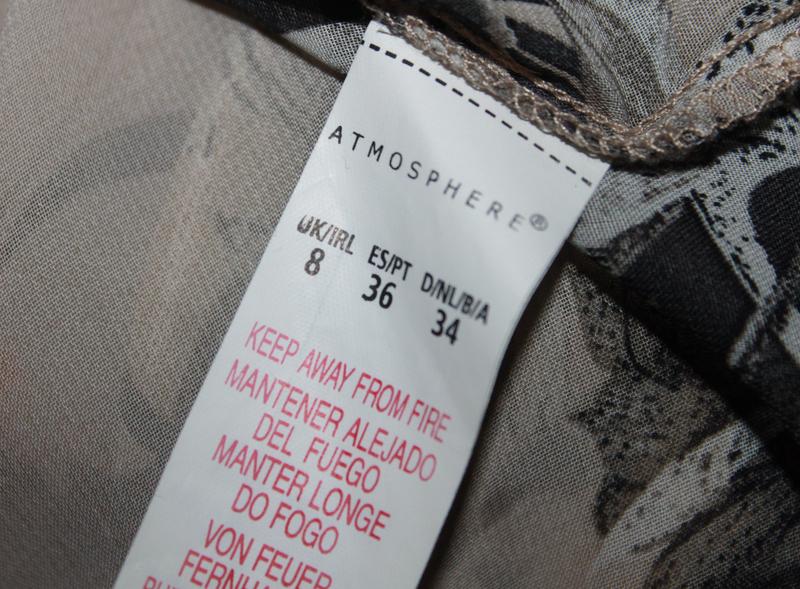 ATMOSPHERE®
UK/IRL ES/PT D/NL/B/A
8 36 34
KEEP AWAY FROM FIRE
MANTENER ALEJADO
DEL FUEGO
MANTER LONGE
DO FOGO
VON FEUER